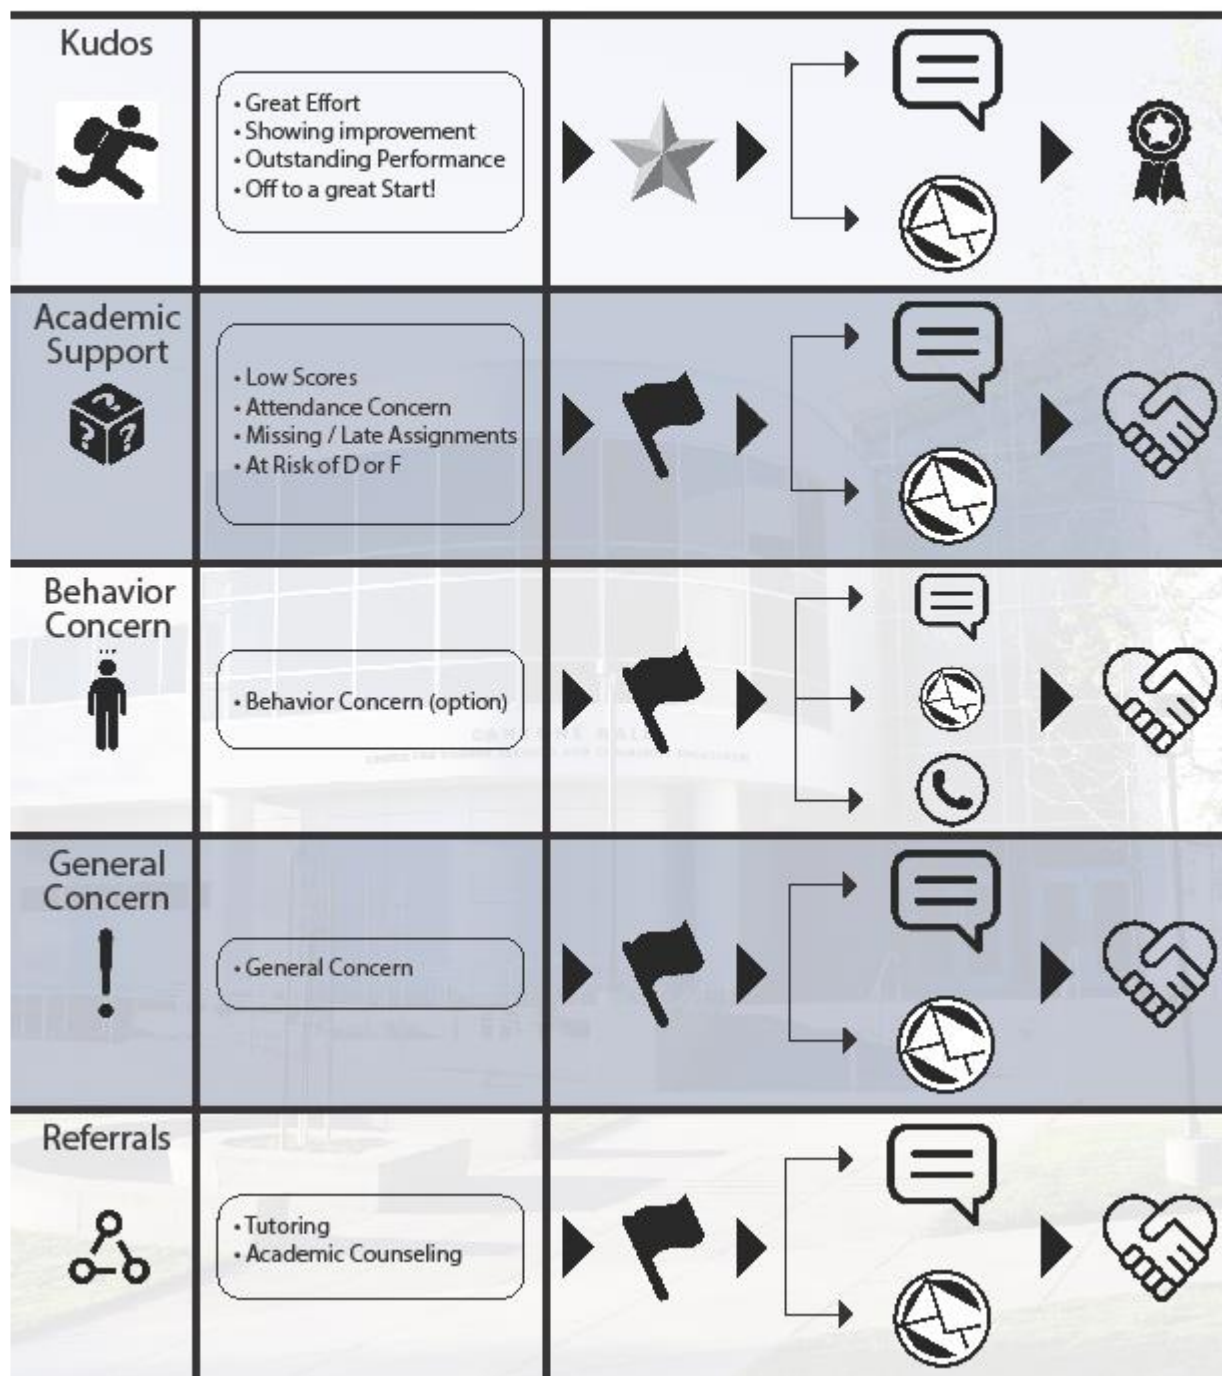 Kudos
• Great Effort
• Showing improvement
• Outstanding Performance
• Off to a great Start!
Academic
Support
• Low Scores
• Attendance Concern
• Missing / Late Assignments
• At Risk of D or F
Behavior
Concern
• Behavior Concern (option)
General
Concern
• General Concern
Referrals
• Tutoring
• Academic Counseling